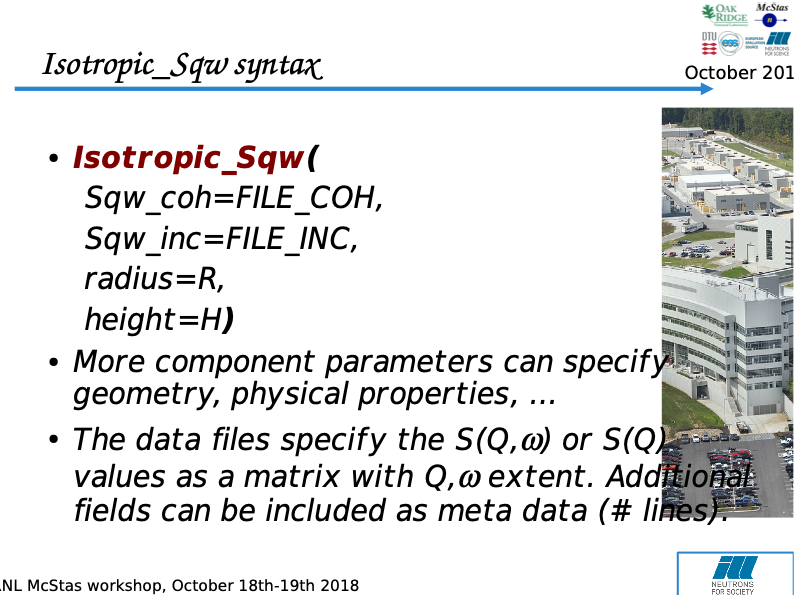 OAK
RIDGE
National Laboratory
McStas
DTU
ess
EUROPEAN
SPALLATION
SOURCE
NEUTRONS
FOR SCIENCE
Isotropic_Sqw syntax
October 201
• Isotropic_Sqw(
Sqw_coh=FILE_COH,
Sqw_inc=FILE_INC,
radius=R,
height=H)
• More component parameters can specify
geometry, physical properties, ...
• The data files specify the S(Q,ω) or S(Q)
values as a matrix with Q,ω extent. Additional
fields can be included as meta data (# lines).
NL McStas workshop, October 18th-19th 2018
NEUTRONS
FOR SOCIETY